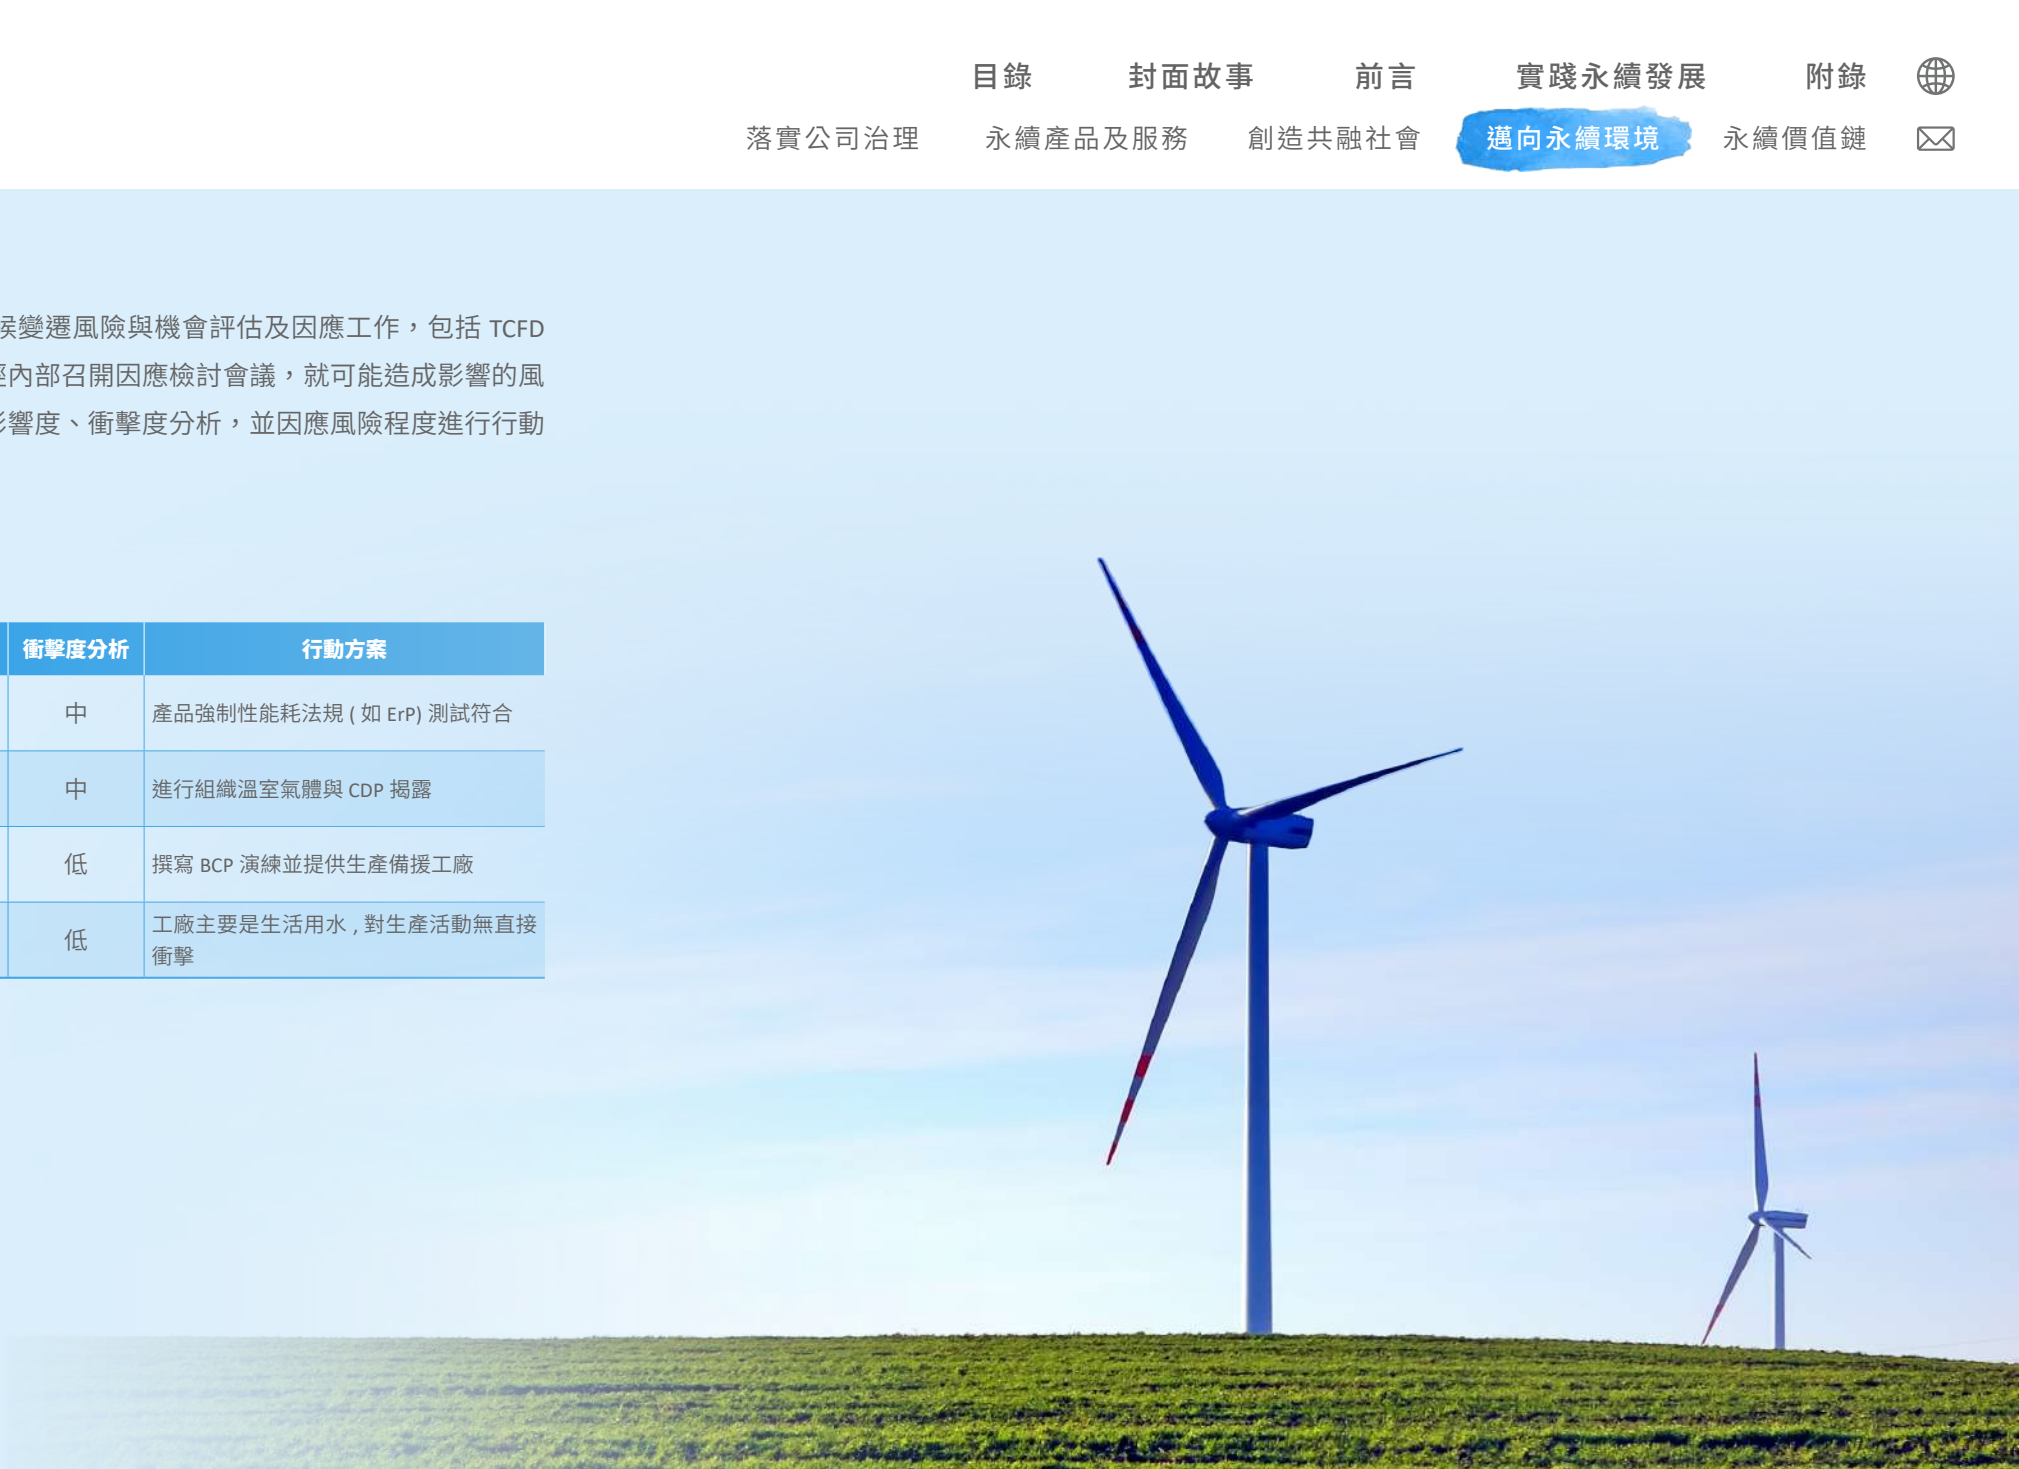 目錄 封面故事 前言 實踐永續發展 附錄
落實公司治理 永續產品及服務 創造共融社會 邁向永續環境 永續價值鏈
候變遷風險與機會評估及因應工作，包括 TCFD
內部召開因應檢討會議，就可能造成影響的風
響度、衝擊度分析，並因應風險程度進行行動
衝擊度分析 行動方案
中 產品強制性能耗法規 ( 如 ErP) 測試符合
中 進行組織溫室氣體與 CDP 揭露
低 撰寫 BCP 演練並提供生產備援工廠
低 工廠主要是生活用水 , 對生產活動無直接
衝擊